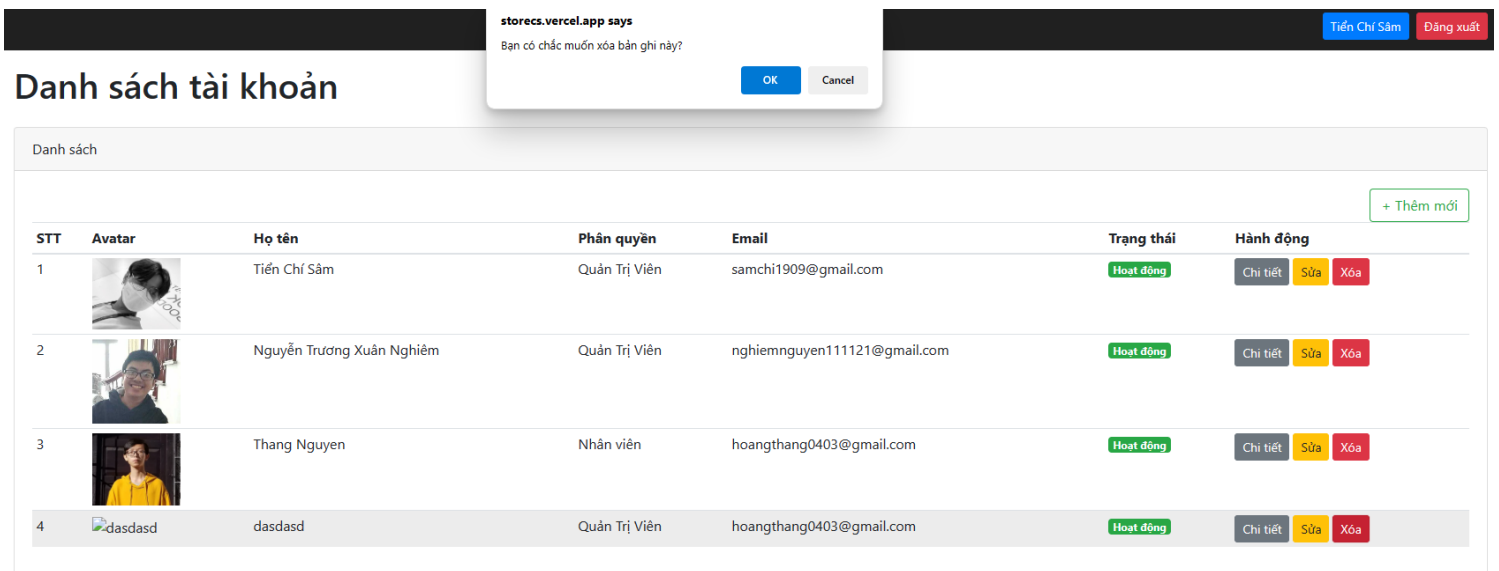 storecs.vercel.app says
Bạn có chắc muốn xóa bản ghi này?
OK Cancel
Tiển Chí Sâm Đăng xuất
Danh sách tài khoản
Danh sách
+ Thêm mới
STT Avatar Họ tên Phân quyền Email Trạng thái Hành động
1 Tiển Chí Sâm Quản Trị Viên samchi1909@gmail.com Hoạt động Chi tiết Sửa Xóa
2 Nguyễn Trương Xuân Nghiêm Quản Trị Viên nghiemnguyen111121@gmail.com Hoạt động Chi tiết Sửa Xóa
3 Thang Nguyen Nhân viên hoangthang0403@gmail.com Hoạt động Chi tiết Sửa Xóa
4 dasdasd dasdasd Quản Trị Viên hoangthang0403@gmail.com Hoạt động Chi tiết Sửa Xóa